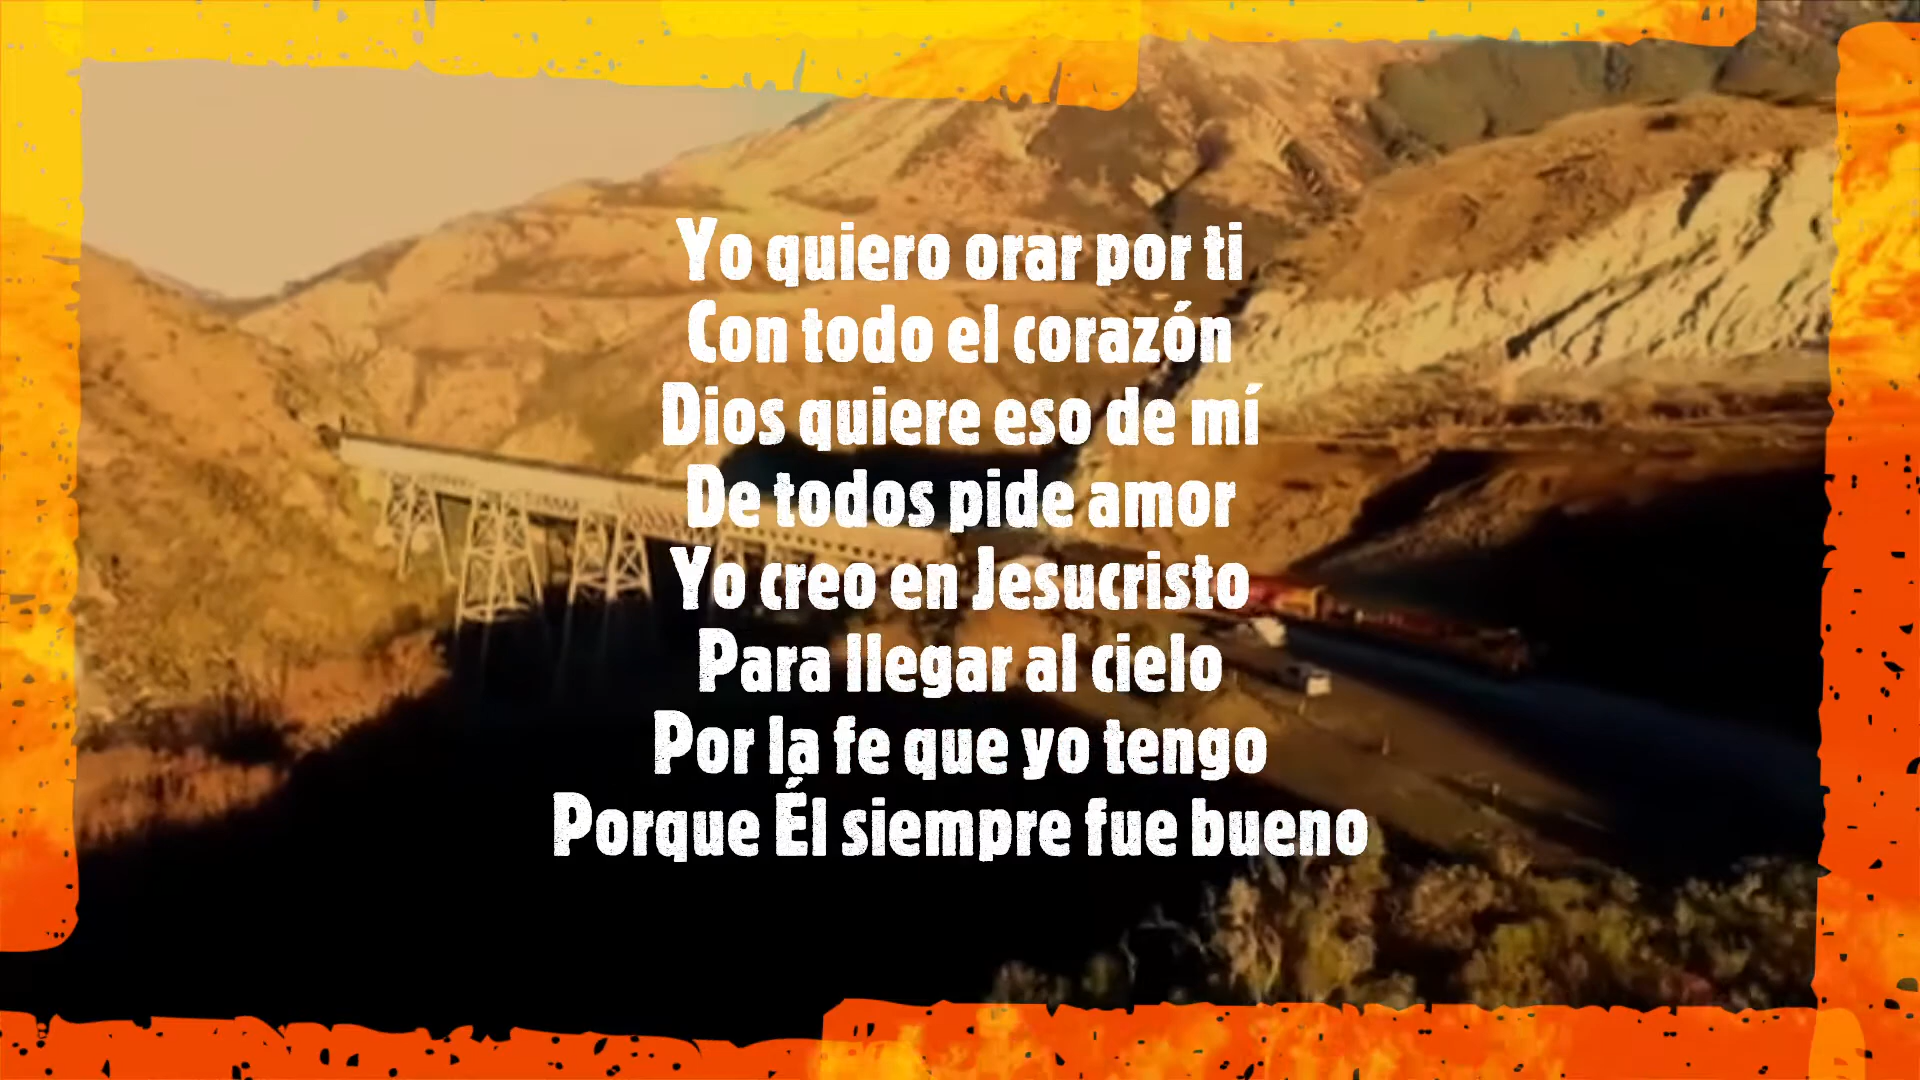 Yo quiero orar por ti
Con todo el corazón
Dios quiere eso de mí
De todos pide amor
Yo creo en Jesucristo
Para llegar al cielo
Por la fe que yo tengo
Porque Él siempre fue bueno